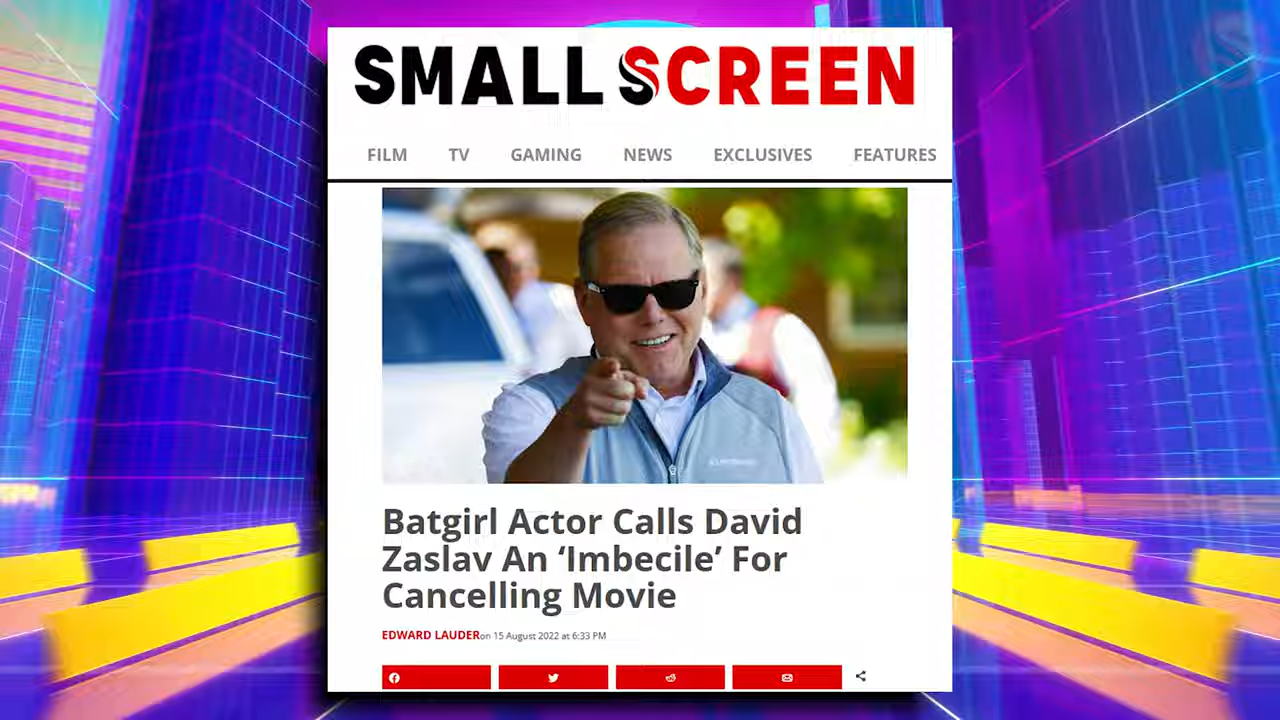 SMALL SCREEN
FILM TV GAMING NEWS EXCLUSIVES FEATURES
Batgirl Actor Calls David
Zaslav An ‘Imbecile’ For
Cancelling Movie
EDWARD LAUDERon 15 August 2022 at 6:33 PM